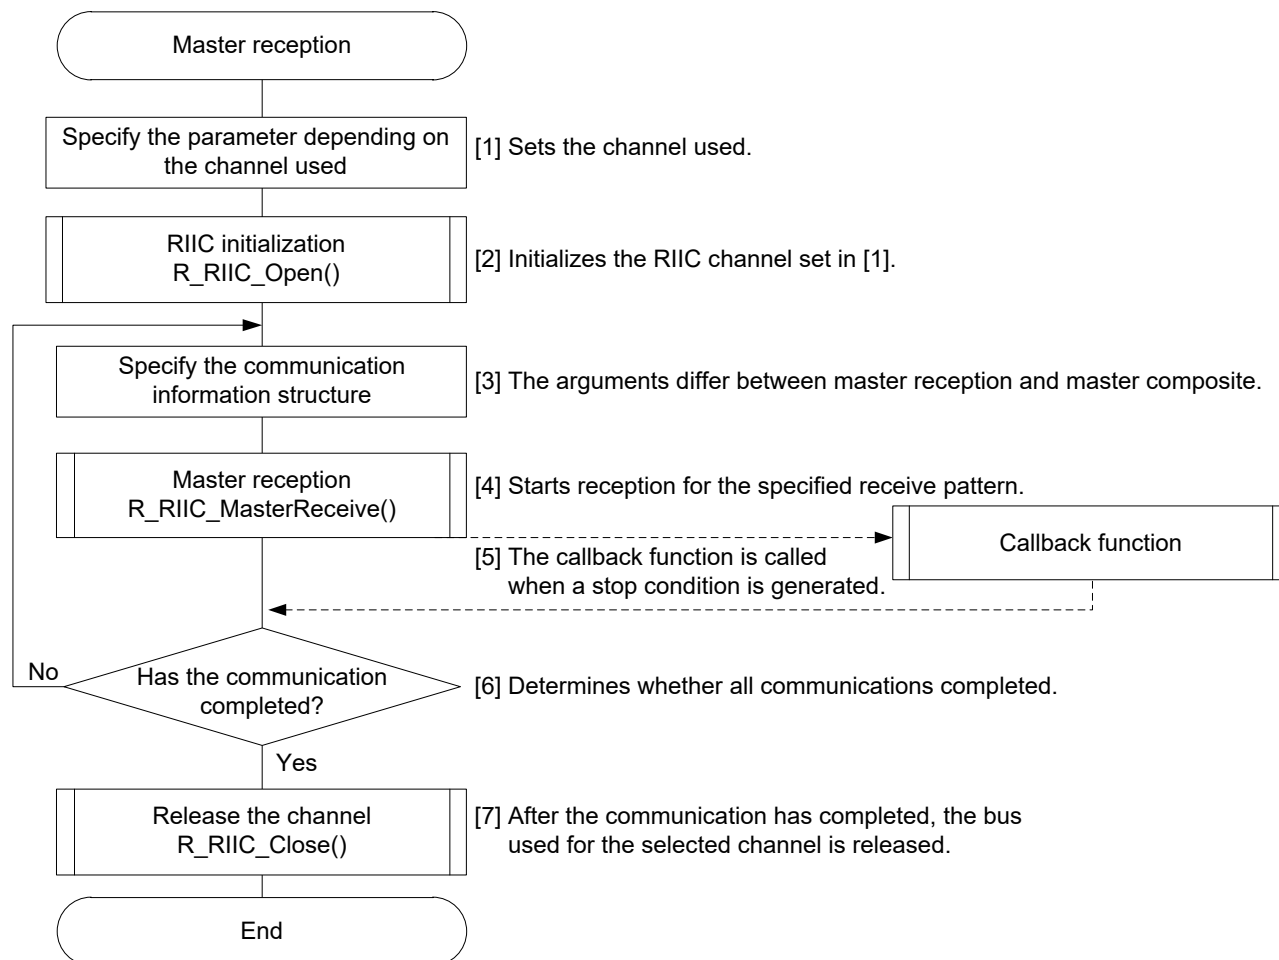 Master reception
Specify the parameter depending on
the channel used
[1] Sets the channel used.
RIIC initialization
R_RIIC_Open()
[2] Initializes the RIIC channel set in [1].
Specify the communication
information structure
[3] The arguments differ between master reception and master composite.
Master reception
R_RIIC_MasterReceive()
[4] Starts reception for the specified receive pattern.
[5] The callback function is called
when a stop condition is generated.
Callback function
No
Has the communication
completed?
[6] Determines whether all communications completed.
Yes
Release the channel
R_RIIC_Close()
[7] After the communication has completed, the bus
used for the selected channel is released.
End